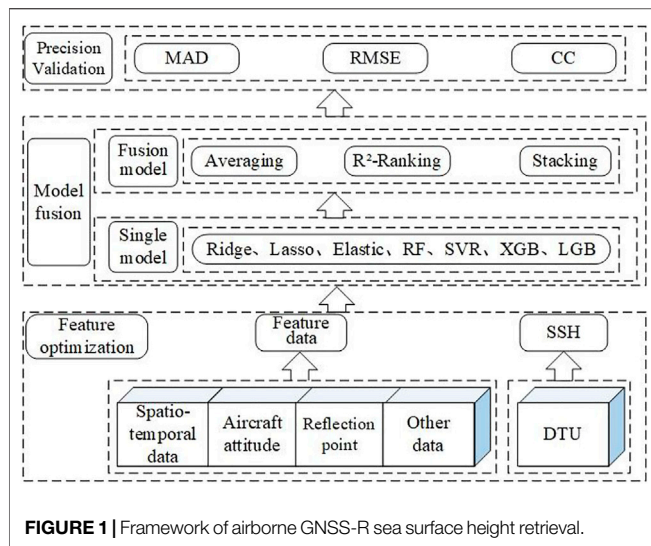 Precision
Validation
MAD
RMSE
CC
Model
fusion
Fusion
model
Averaging
R²-Ranking
Stacking
Single
model
Ridge、Lasso、Elastic、RF、SVR、XGB、LGB
Feature
optimization
Feature
data
SSH
Spatio-
temporal
data
Aircraft
attitude
Reflection
point
Other
data
DTU
FIGURE 1 | Framework of airborne GNSS-R sea surface height retrieval.